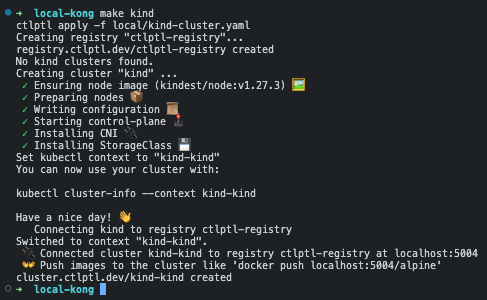 ➜ local-kong make kind
ctlptl apply -f local/kind-cluster.yaml
Creating registry "ctlptl-registry"...
registry.ctlptl.dev/ctlptl-registry created
No kind clusters found.
Creating cluster "kind" ...
✓ Ensuring node image (kindest/node:v1.27.3) 🖼
✓ Preparing nodes 📦
✓ Writing configuration 📜
✓ Starting control-plane 🕹️
✓ Installing CNI 🔌
✓ Installing StorageClass 💾
Set kubectl context to "kind-kind"
You can now use your cluster with:

kubectl cluster-info --context kind-kind

Have a nice day! 👋
Connecting kind to registry ctlptl-registry
Switched to context "kind-kind".
🔌 Connected cluster kind-kind to registry ctlptl-registry at localhost:5004
👐 Push images to the cluster like 'docker push localhost:5004/alpine'
cluster.ctlptl.dev/kind-kind created
➜ local-kong